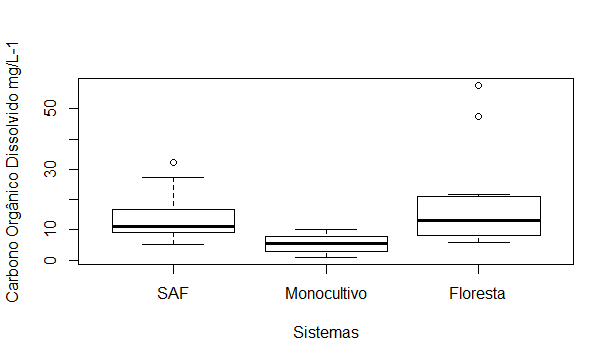 Carbono Orgânico Dissolvido mg/L-1
50
30
10
0
SAF Monocultivo Floresta
Sistemas